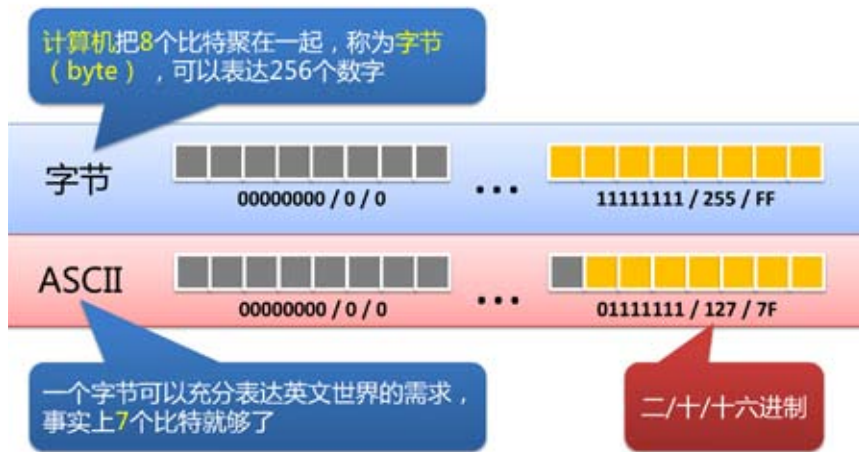 计算机把8个比特聚在一起，称为字节
（byte），可以表达256个数字
字节
00000000 / 0 / 0
...
11111111 / 255 / FF
ASCII
00000000 / 0 / 0
...
01111111 / 127 / 7F
一个字节可以充分表达英文世界的需求，
事实上7个比特就够了
二/十/十六进制